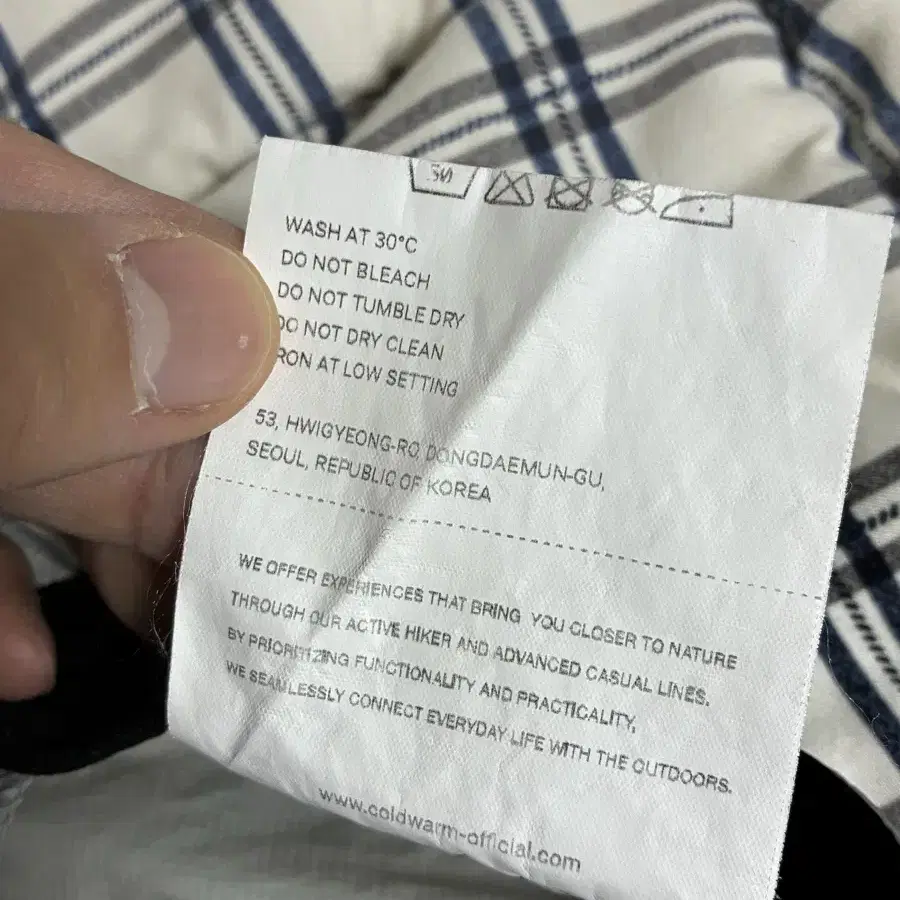 WASH AT 30°C
DO NOT BLEACH
DO NOT TUMBLE DRY
DO NOT DRY CLEAN
RON AT LOW SETTING
53, HWIGYEONG-RO, DONGDAEMUN-GU,
SEOUL, REPUBLIC OF KOREA
WE OFFER EXPERIENCES THAT BRING YOU CLOSER TO NATURE
THROUGH OUR ACTIVE HIKER AND ADVANCED CASUAL LINES.
BY PRIORITIZING FUNCTIONALITY AND PRACTICALITY,
WE SEAMLESSLY CONNECT EVERYDAY LIFE WITH THE OUTDOORS.
www.coldwarm-official.com